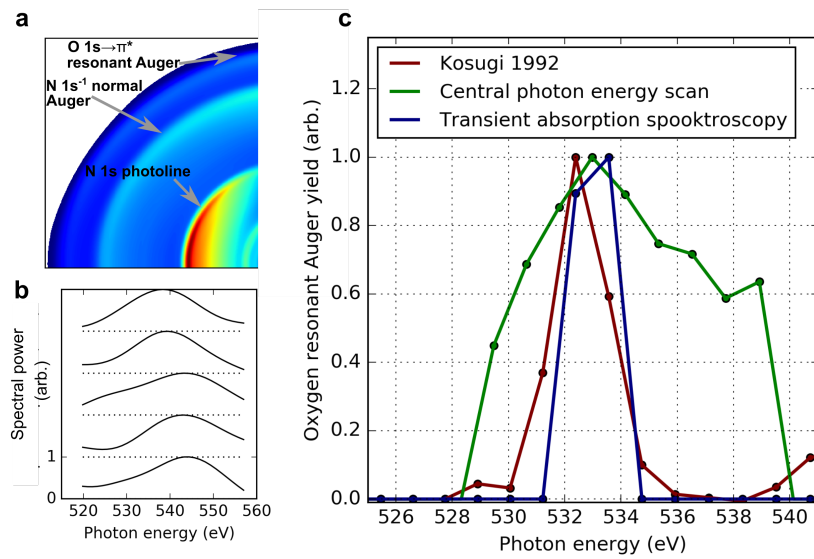 a
O 1s→π*
resonant Auger
N 1s⁻¹ normal
Auger
N 1s photoline
b
Spectral power
(arb.)
1
0
520 530 540 550 560
Photon energy (eV)
c
Kosugi 1992
Central photon energy scan
Transient absorption spooktroscopy
Oxygen resonant Auger yield (arb.)
1.2
1.0
0.8
0.6
0.4
0.2
0.0
526 528 530 532 534 536 538 540
Photon energy (eV)